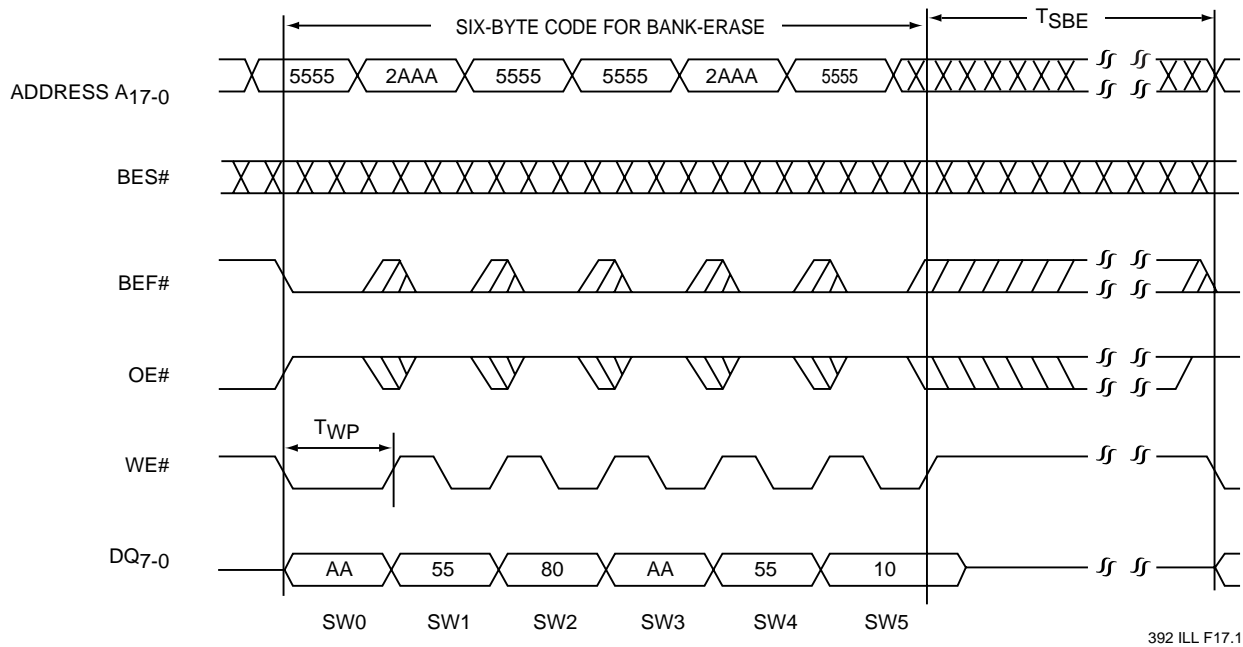 SIX-BYTE CODE FOR BANK-ERASE
TSBE
ADDRESS A17-0
5555 2AAA 5555 5555 2AAA 5555
BES#
BEF#
OE#
TWP
WE#
DQ7-0
AA 55 80 AA 55 10
SW0 SW1 SW2 SW3 SW4 SW5
392 ILL F17.1